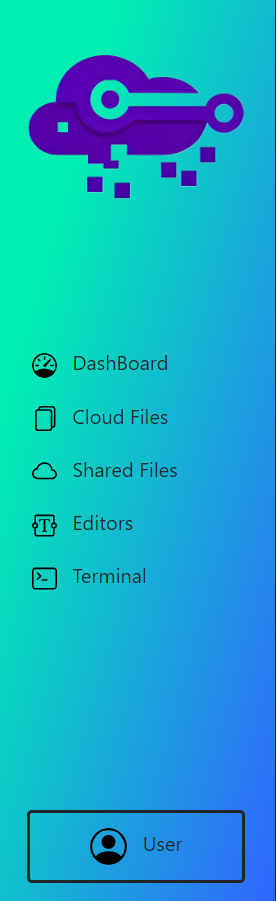 DashBoard
Cloud Files
Shared Files
Editors
Terminal
User